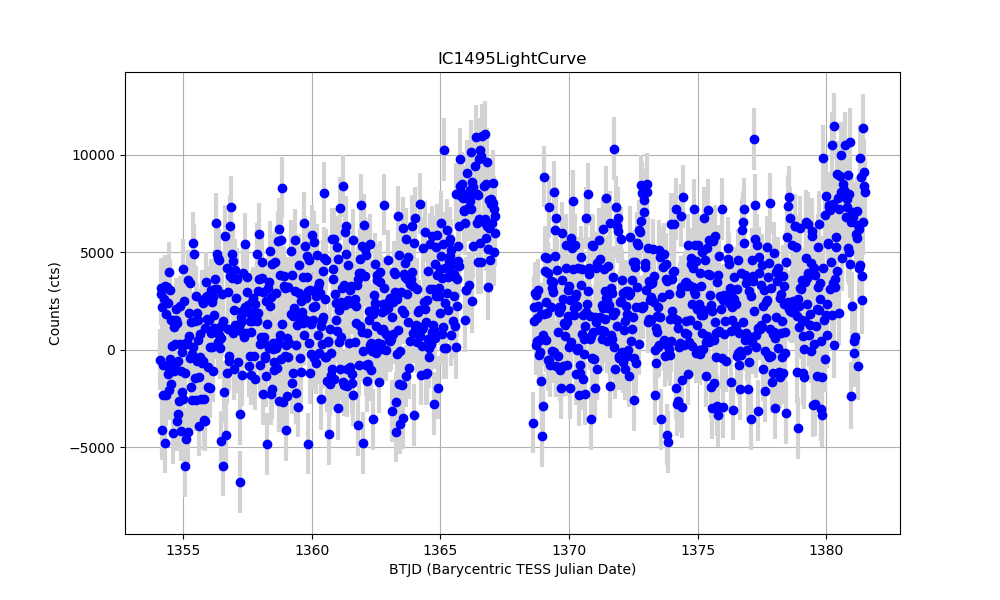 IC1495LightCurve
10000
5000
0
−5000
Counts (cts)
1355 1360 1365 1370 1375 1380
BTJD (Barycentric TESS Julian Date)